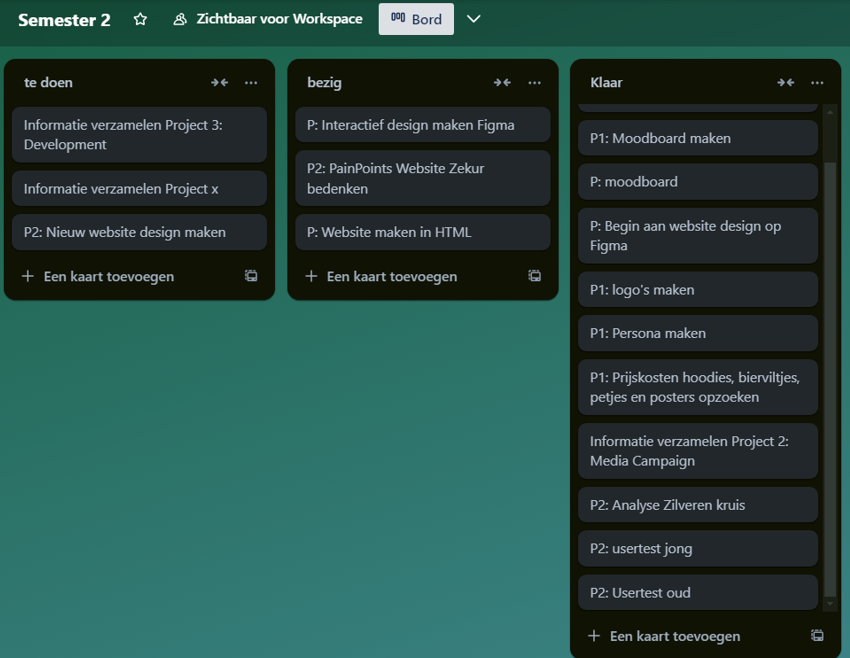 Semester 2
Zichtbaar voor Workspace
Bord
te doen
Informatie verzamelen Project 3:
Development
Informatie verzamelen Project x
P2: Nieuw website design maken
Een kaart toevoegen
bezig
P: Interactief design maken Figma
P2: PainPoints Website Zekur
bedenken
P: Website maken in HTML
Een kaart toevoegen
Klaar
P1: Moodboard maken
P: moodboard
P: Begin aan website design op
Figma
P1: logo's maken
P1: Persona maken
P1: Prijskosten hoodies, bierviltjes,
petjes en posters opzoeken
Informatie verzamelen Project 2:
Media Campaign
P2: Analyse Zilveren kruis
P2: usertest jong
P2: Usertest oud
Een kaart toevoegen